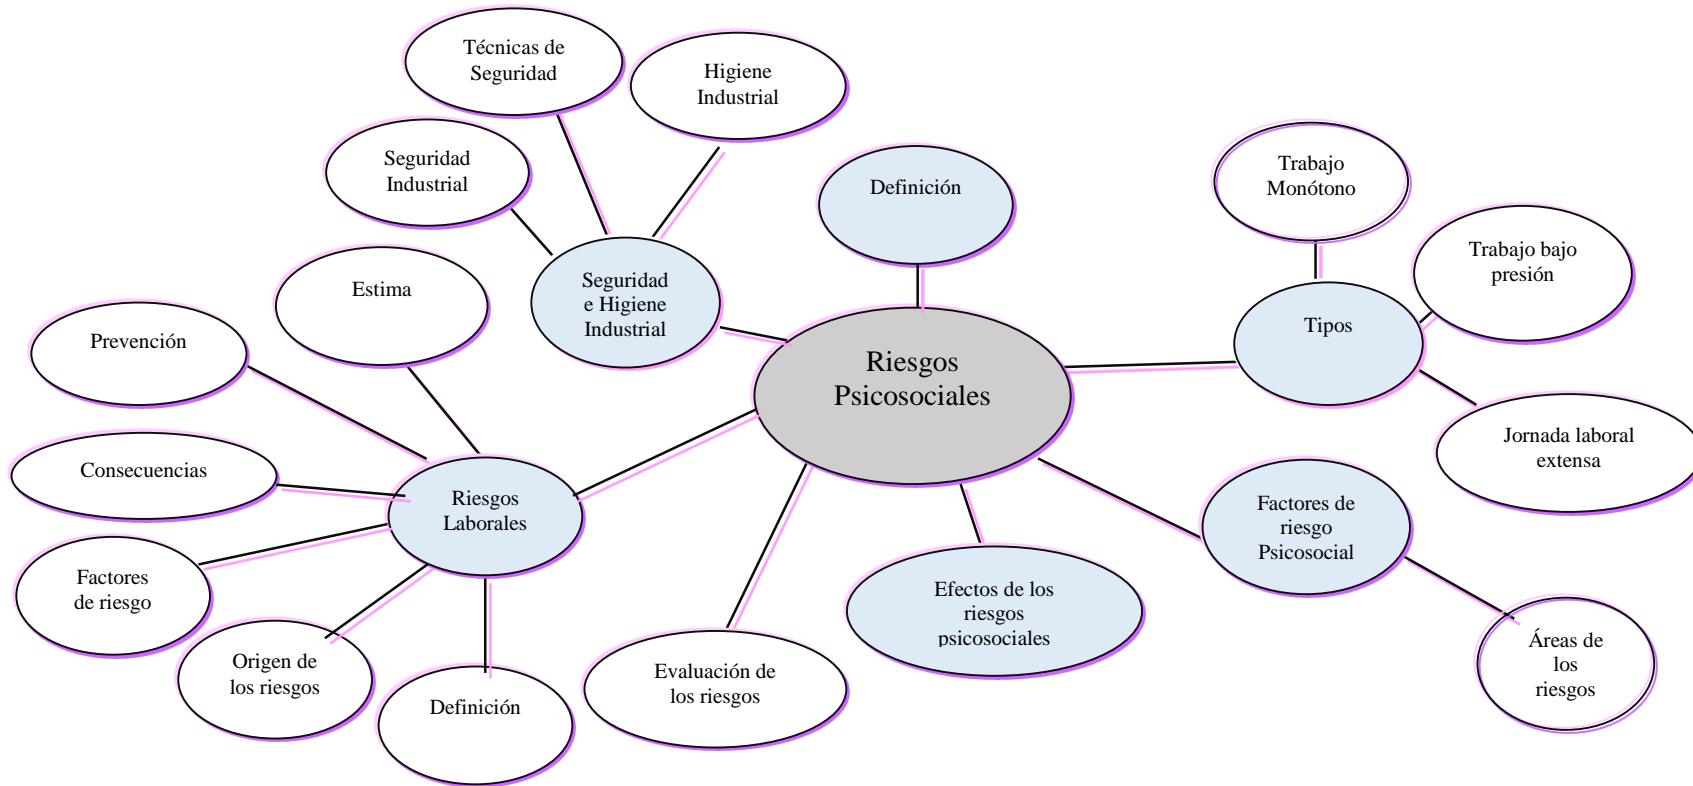 Técnicas de
Seguridad
Higiene
Industrial
Seguridad
Industrial
Definición
Trabajo
Monótono
Trabajo bajo
presión
Estima
Seguridad
e Higiene
Industrial
Tipos
Prevención
Riesgos
Psicosociales
Jornada laboral
extensa
Consecuencias
Riesgos
Laborales
Factores de
riesgo
Psicosocial
Factores
de riesgo
Efectos de los
riesgos
psicosociales
Origen de
los riesgos
Evaluación de
los riesgos
Áreas de
los
riesgos
Definición